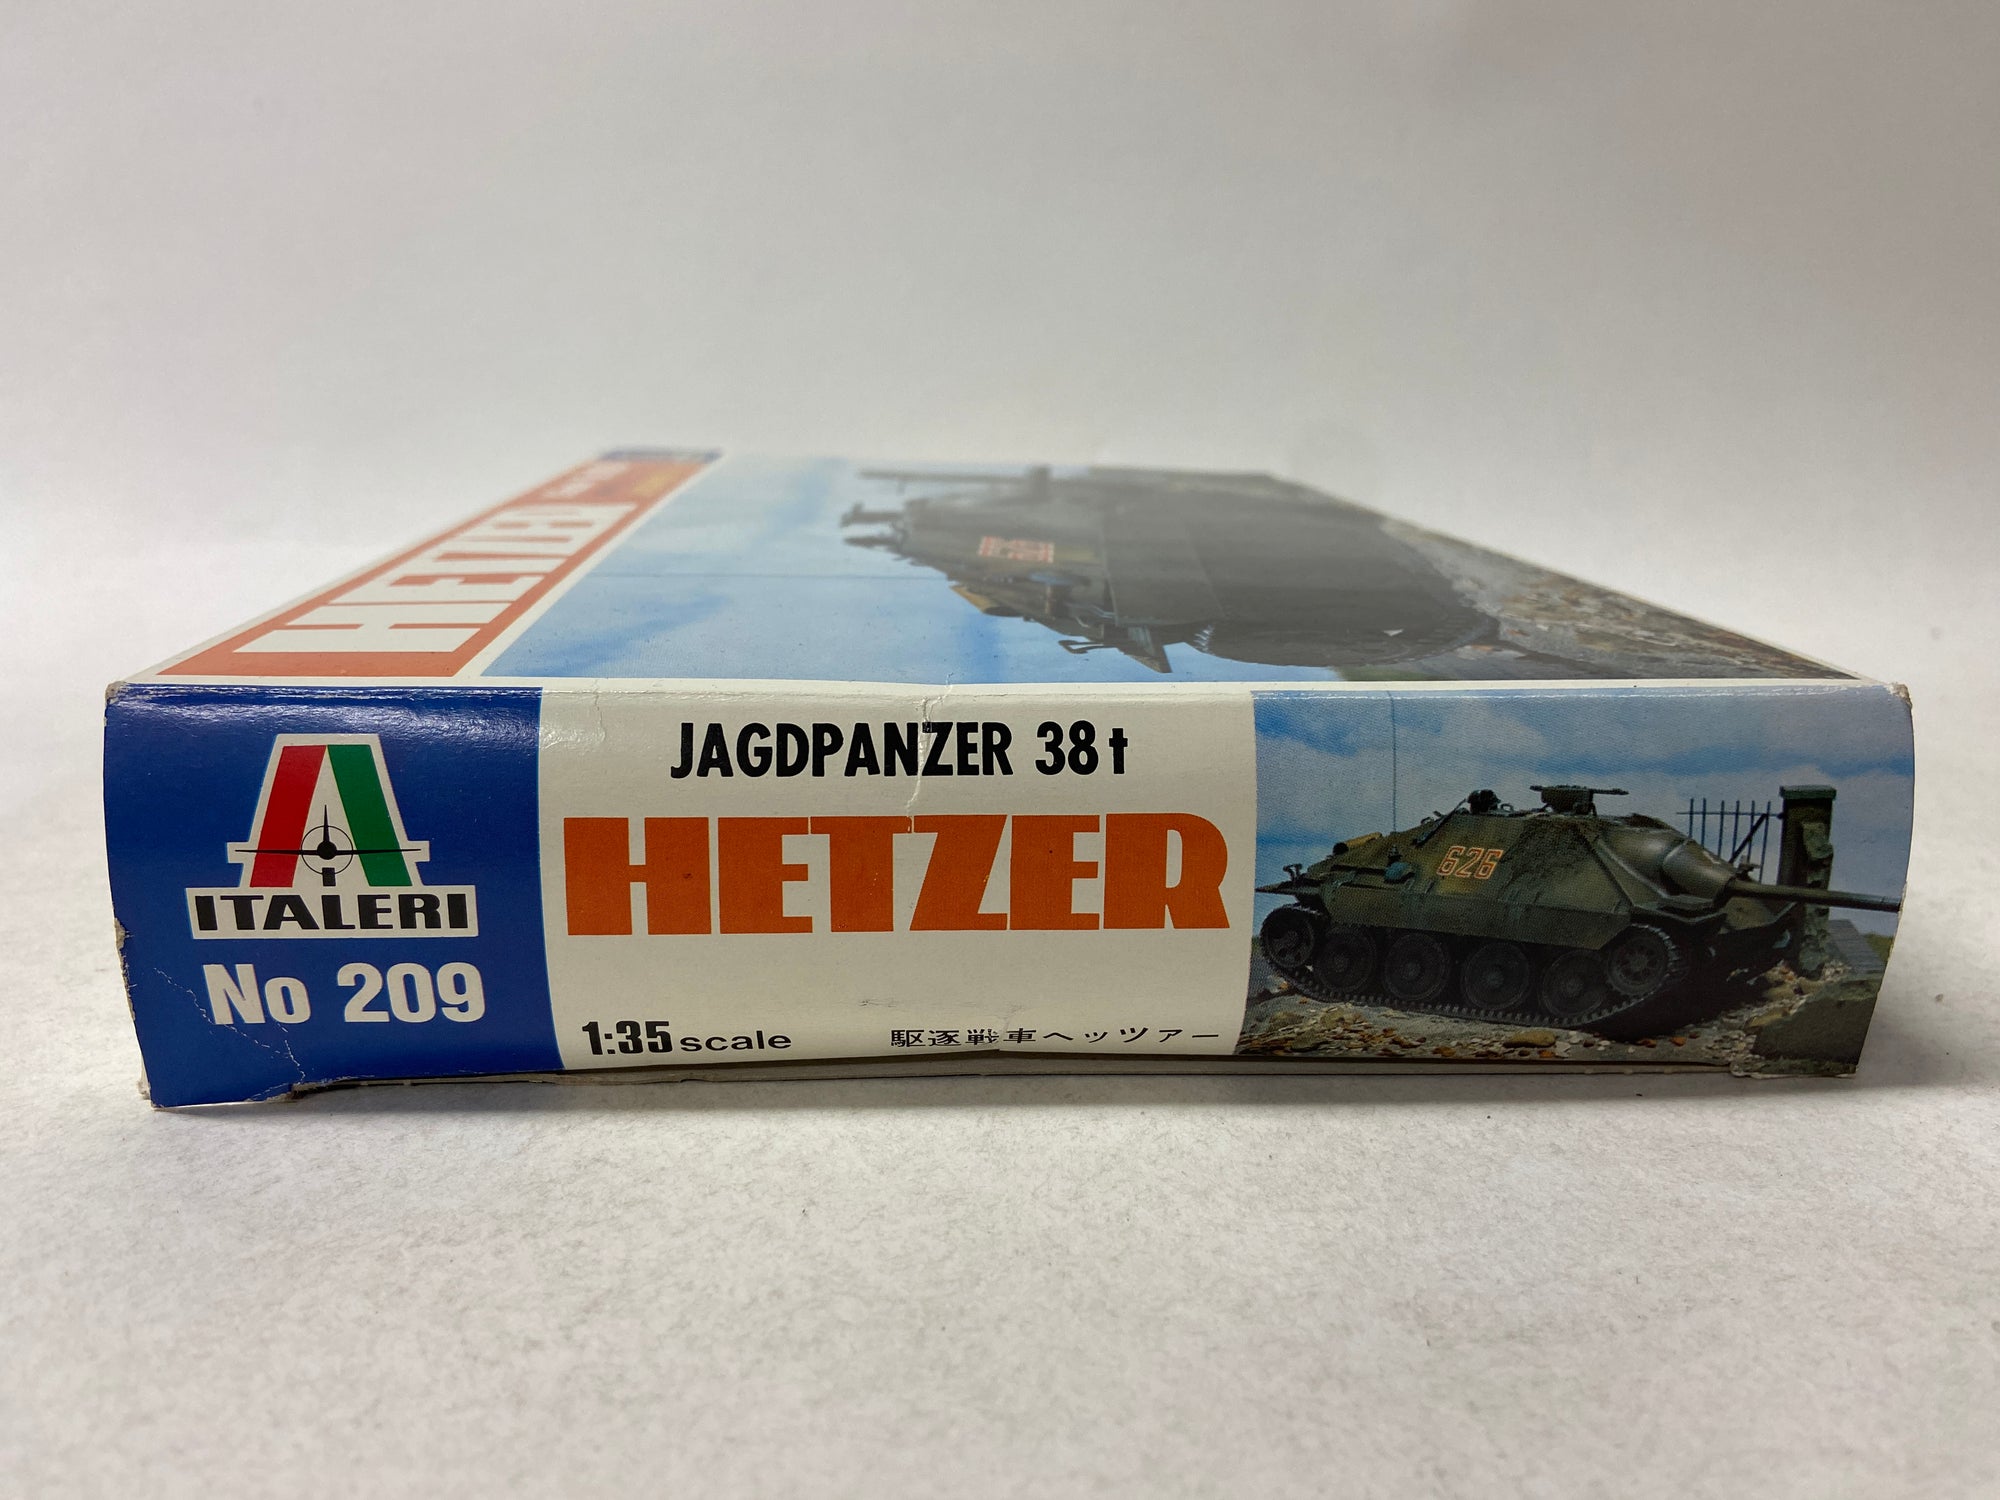 HETZER
ITALERI
No 209
JAGDPANZER 38t
HETZER
1:35 scale
駆逐戦車ヘッツァー
626